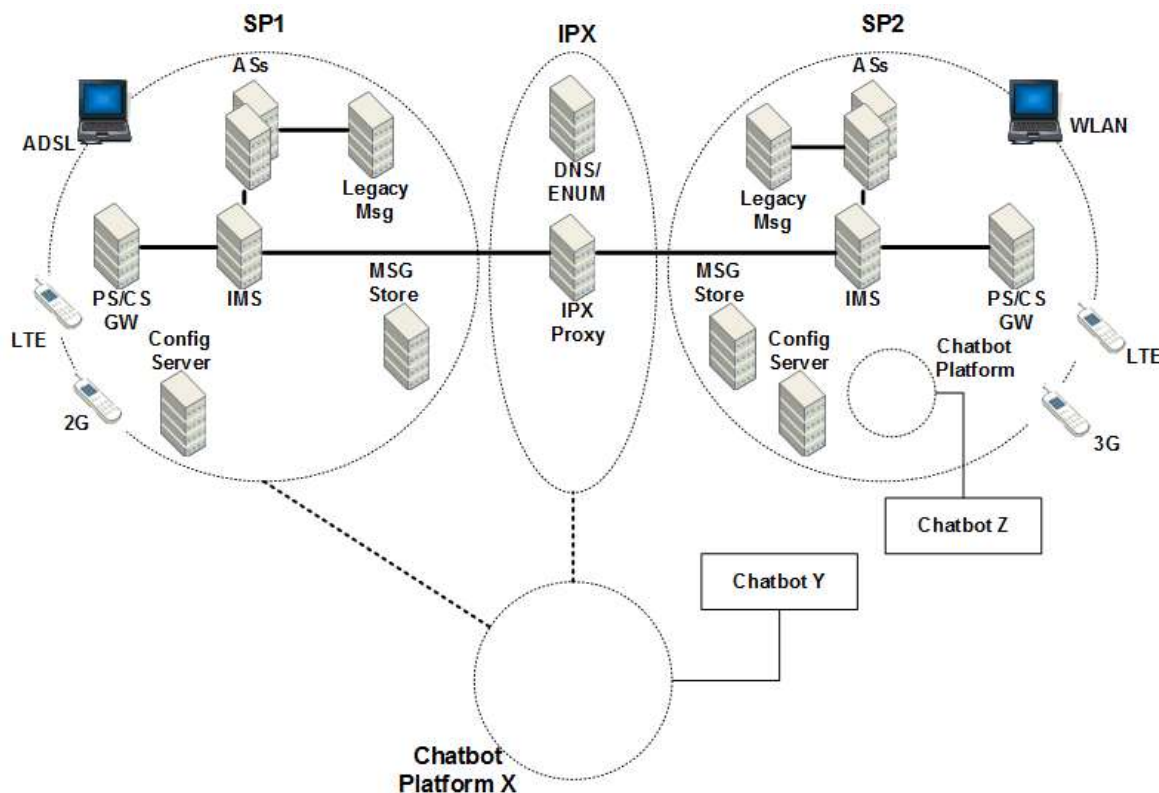 SP1
IPX
SP2
ASs
ASs
ADSL
WLAN
Legacy
Msg
DNS/
ENUM
Legacy
Msg
PS/CS
GW
IMS
MSG
Store
IPX
Proxy
MSG
Store
IMS
PS/CS
GW
LTE
Config
Server
Config
Server
Chatbot
Platform
LTE
2G
3G
Chatbot Z
Chatbot Y
Chatbot
Platform X